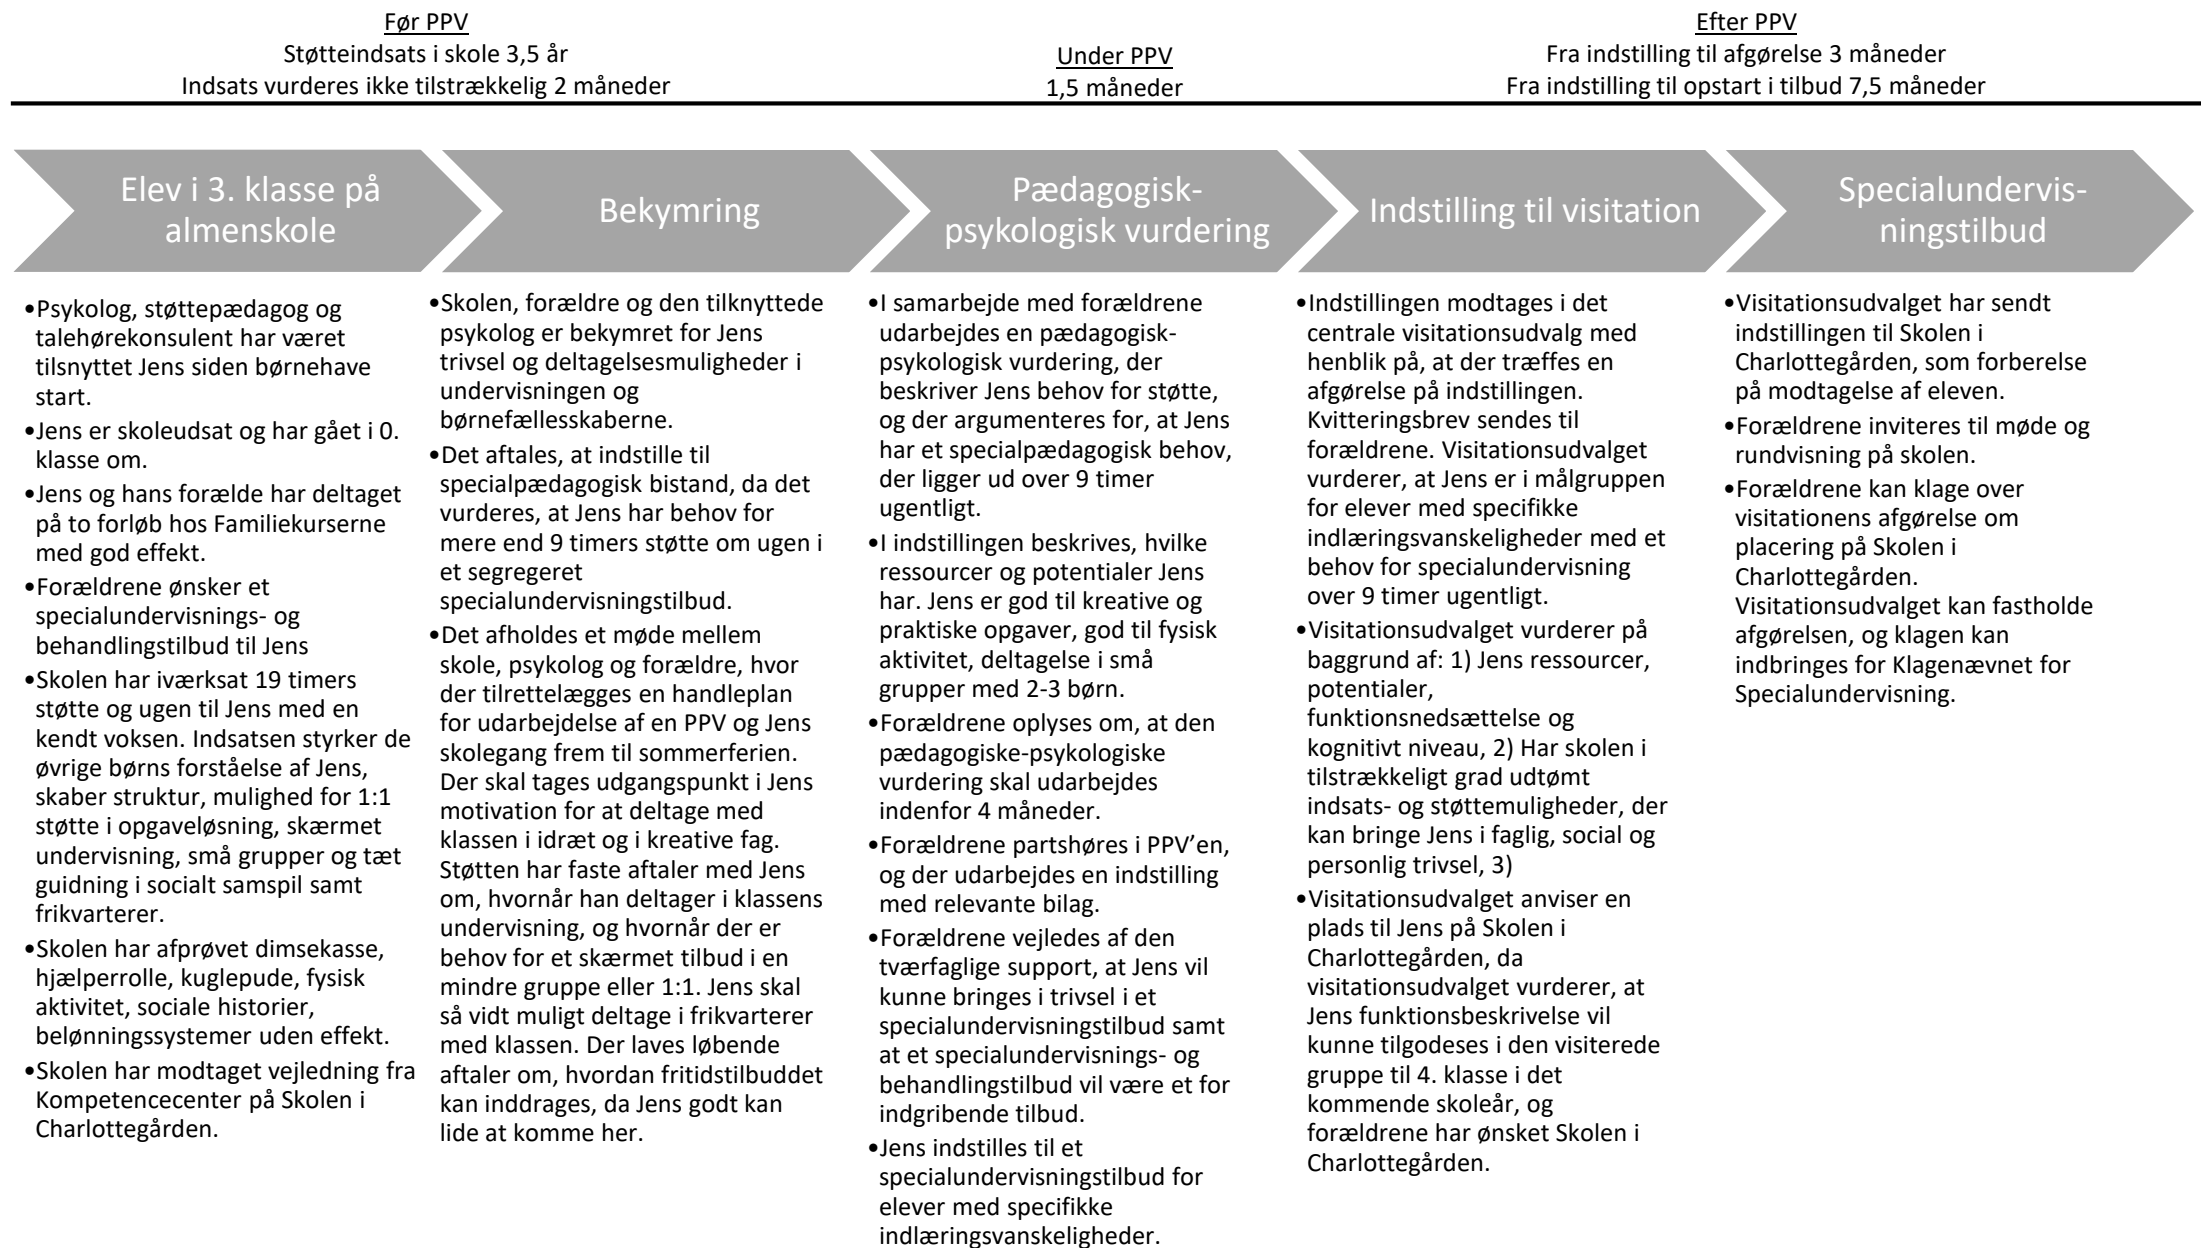 Før PPV
Støtteindsats i skole 3,5 år
Indsats vurderes ikke tilstrækkelig 2 måneder
Under PPV
1,5 måneder
Efter PPV
Fra indstilling til afgørelse 3 måneder
Fra indstilling til opstart i tilbud 7,5 måneder
Elev i 3. klasse på
almenskole
•Psykolog, støttepædagog og
talehørekonsulent har været
tilsnyttet Jens siden børnehave
start.
•Jens er skoleudsat og har gået i 0.
klasse om.
•Jens og hans forælde har deltaget
på to forløb hos Familiekurserne
med god effekt.
•Forældrene ønsker et
specialundervisnings- og
behandlingstilbud til Jens
•Skolen har iværksat 19 timers
støtte og ugen til Jens med en
kendt voksen. Indsatsen styrker de
øvrige børns forståelse af Jens,
skaber struktur, mulighed for 1:1
støtte i opgaveløsning, skærmet
undervisning, små grupper og tæt
guidning i socialt samspil samt
frikvarterer.
•Skolen har afprøvet dimsekasse,
hjælperrolle, kuglepude, fysisk
aktivitet, sociale historier,
belønningssystemer uden effekt.
•Skolen har modtaget vejledning fra
Kompetencecenter på Skolen i
Charlottegården.
Bekymring
•Skolen, forældre og den tilknyttede
psykolog er bekymret for Jens
trivsel og deltagelsesmuligheder i
undervisningen og
børnefællesskaberne.
•Det aftales, at indstille til
specialpædagogisk bistand, da det
vurderes, at Jens har behov for
mere end 9 timers støtte om ugen i
et segregeret
specialundervisningstilbud.
•Det afholdes et møde mellem
skole, psykolog og forældre, hvor
der tilrettelægges en handleplan
for udarbejdelse af en PPV og Jens
skolegang frem til sommerferien.
Der skal tages udgangspunkt i Jens
motivation for at deltage med
klassen i idræt og i kreative fag.
Støtten har faste aftaler med Jens
om, hvornår han deltager i klassens
undervisning, og hvornår der er
behov for et skærmet tilbud i en
mindre gruppe eller 1:1. Jens skal
så vidt muligt deltage i frikvarterer
med klassen. Der laves løbende
aftaler om, hvordan fritidstilbuddet
kan inddrages, da Jens godt kan
lide at komme her.
Pædagogisk-
psykologisk vurdering
•I samarbejde med forældrene
udarbejdes en pædagogisk-
psykologisk vurdering, der
beskriver Jens behov for støtte,
og der argumenteres for, at Jens
har et specialpædagogisk behov,
der ligger ud over 9 timer
ugentligt.
•I indstillingen beskrives, hvilke
ressourcer og potentialer Jens
har. Jens er god til kreative og
praktiske opgaver, god til fysisk
aktivitet, deltagelse i små
grupper med 2-3 børn.
•Forældrene oplyses om, at den
pædagogiske-psykologiske
vurdering skal udarbejdes
indenfor 4 måneder.
•Forældrene partshøres i PPV’en,
og der udarbejdes en indstilling
med relevante bilag.
•Forældrene vejledes af den
tværfaglige support, at Jens vil
kunne bringes i trivsel i et
specialundervisningstilbud samt
at et specialundervisnings- og
behandlingstilbud vil være et for
indgribende tilbud.
•Jens indstilles til et
specialundervisningstilbud for
elever med specifikke
indlæringsvanskeligheder.
Indstilling til visitation
•Indstillingen modtages i det
centrale visitationsudvalg med
henblik på, at der træffes en
afgørelse på indstillingen.
Kvitteringsbrev sendes til
forældrene. Visitationsudvalget
vurderer, at Jens er i målgruppen
for elever med specifikke
indlæringsvanskeligheder med et
behov for specialundervisning
over 9 timer ugentligt.
•Visitationsudvalget vurderer på
baggrund af: 1) Jens ressourcer,
potentialer,
funktionsnedsættelse og
kognitivt niveau, 2) Har skolen i
tilstrækkeligt grad udtømt
indsats- og støttemuligheder, der
kan bringe Jens i faglig, social og
personlig trivsel, 3)
•Visitationsudvalget anviser en
plads til Jens på Skolen i
Charlottegården, da
visitationsudvalget vurderer, at
Jens funktionsbeskrivelse vil
kunne tilgodeses i den visiterede
gruppe til 4. klasse i det
kommende skoleår, og
forældrene har ønsket Skolen i
Charlottegården.
Specialundervis-
ningstilbud
•Visitationsudvalget har sendt
indstillingen til Skolen i
Charlottegården, som forberelse
på modtagelse af eleven.
•Forældrene inviteres til møde og
rundvisning på skolen.
•Forældrene kan klage over
visitationens afgørelse om
placering på Skolen i
Charlottegården.
Visitationsudvalget kan fastholde
afgørelsen, og klagen kan
indbringes for Klagenævnet for
Specialundervisning.